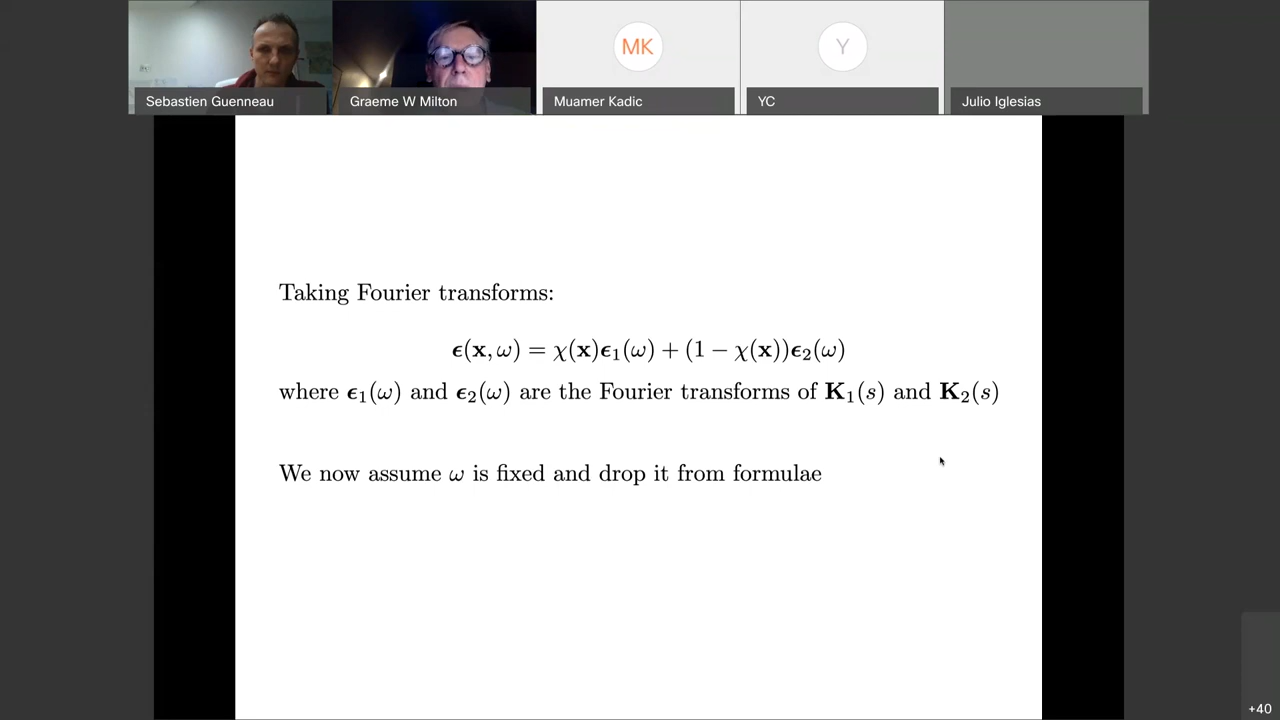 MK
Y
Sebastien Guenneau
Graeme W Milton
Muamer Kadic
YC
Julio Iglesias
Taking Fourier transforms:
ϵ(x, ω) = χ(x)ϵ₁(ω) + (1 − χ(x))ϵ₂(ω)
where ϵ₁(ω) and ϵ₂(ω) are the Fourier transforms of K₁(s) and K₂(s)
We now assume ω is fixed and drop it from formulae
+40